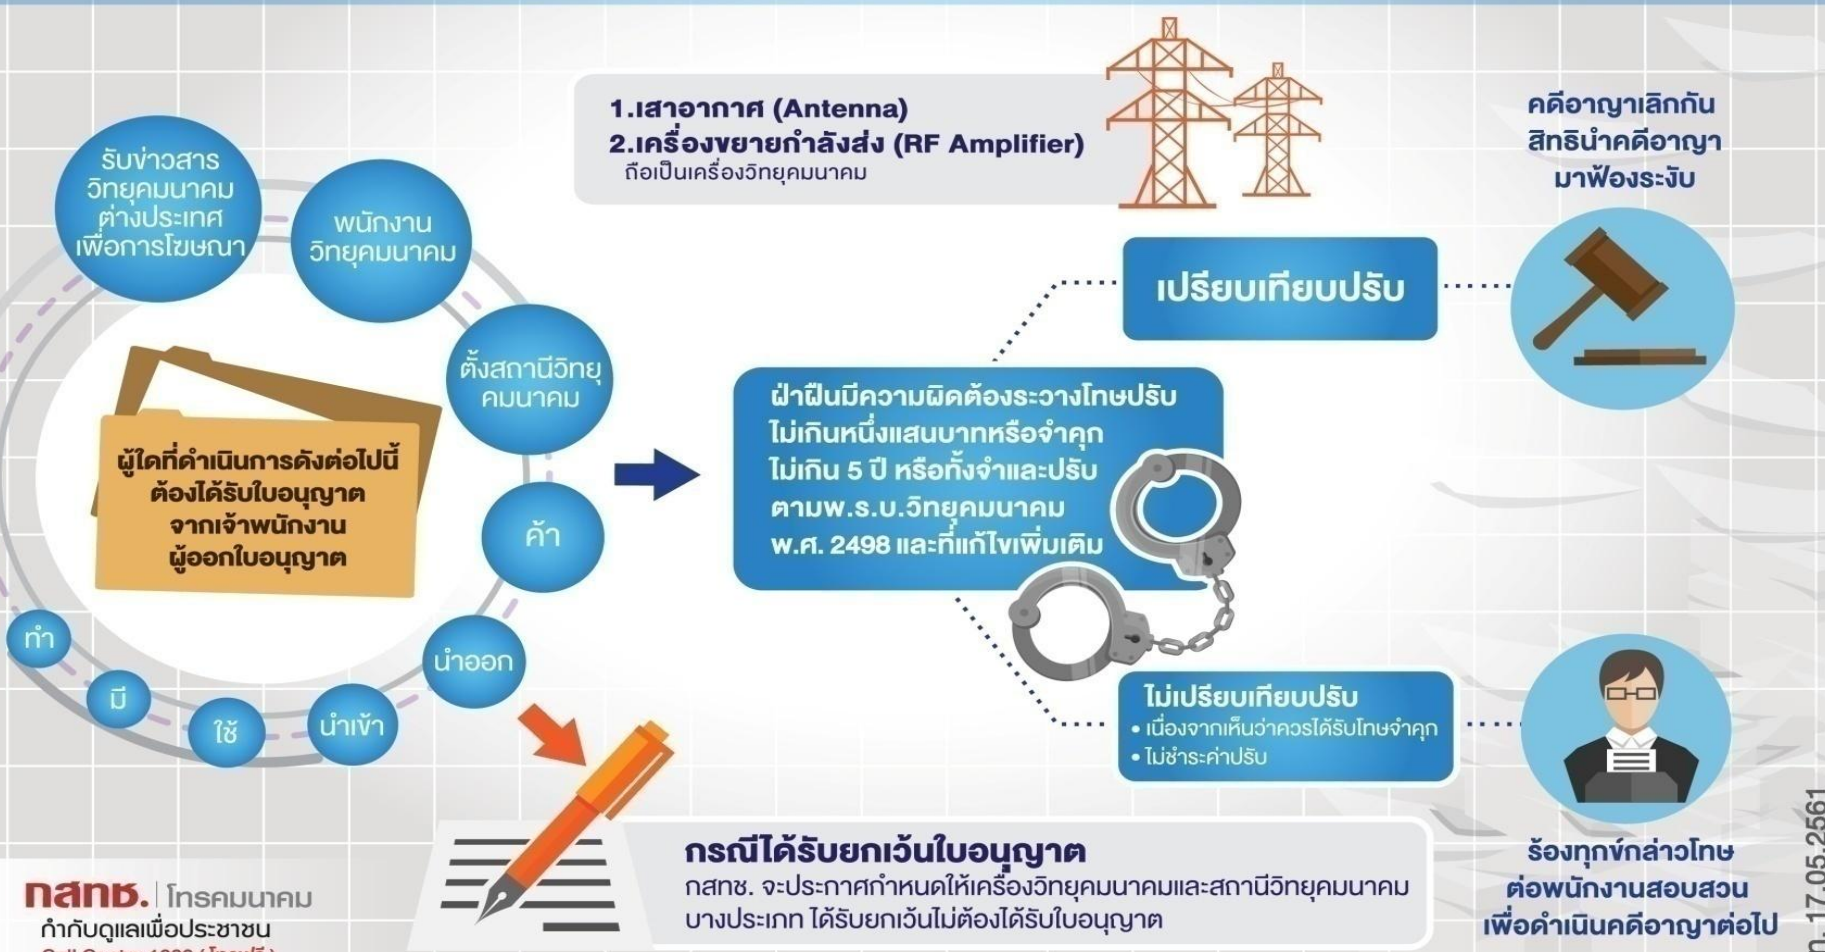 1.เสาอากาศ (Antenna)
2.เครื่องขยายกำลังส่ง (RF Amplifier)
ถือเป็นเครื่องวิทยุคมนาคม
คดีอาญาเลิกกัน
สิทธินำคดีอาญา
มาฟ้องระงับ
รับข่าวสาร
วิทยุคมนาคม
ต่างประเทศ
เพื่อการโฆษณา
พนักงาน
วิทยุคมนาคม
ตั้งสถานีวิทยุ
คมนาคม
ค้า
นำออก
นำเข้า
ใช้
มี
ทำ
ผู้ใดที่ดำเนินการดังต่อไปนี้
ต้องได้รับใบอนุญาต
จากเจ้าพนักงาน
ผู้ออกใบอนุญาต
เปรียบเทียบปรับ
ฝ่าฝืนมีความผิดต้องระวางโทษปรับ
ไม่เกินหนึ่งแสนบาทหรือจำคุก
ไม่เกิน 5 ปี หรือทั้งจำและปรับ
ตามพ.ร.บ.วิทยุคมนาคม
พ.ศ. 2498 และที่แก้ไขเพิ่มเติม
ไม่เปรียบเทียบปรับ
• เนื่องจากเห็นว่าควรได้รับโทษจำคุก
• ไม่ชำระค่าปรับ
ร้องทุกข์กล่าวโทษ
ต่อพนักงานสอบสวน
เพื่อดำเนินคดีอาญาต่อไป
กรณีได้รับยกเว้นใบอนุญาต
กสทช. จะประกาศกำหนดให้เครื่องวิทยุคมนาคมและสถานีวิทยุคมนาคม
บางประเภท ได้รับยกเว้นไม่ต้องได้รับใบอนุญาต
กสทช. | โทรคมนาคม
กำกับดูแลเพื่อประชาชน
17.05.2561